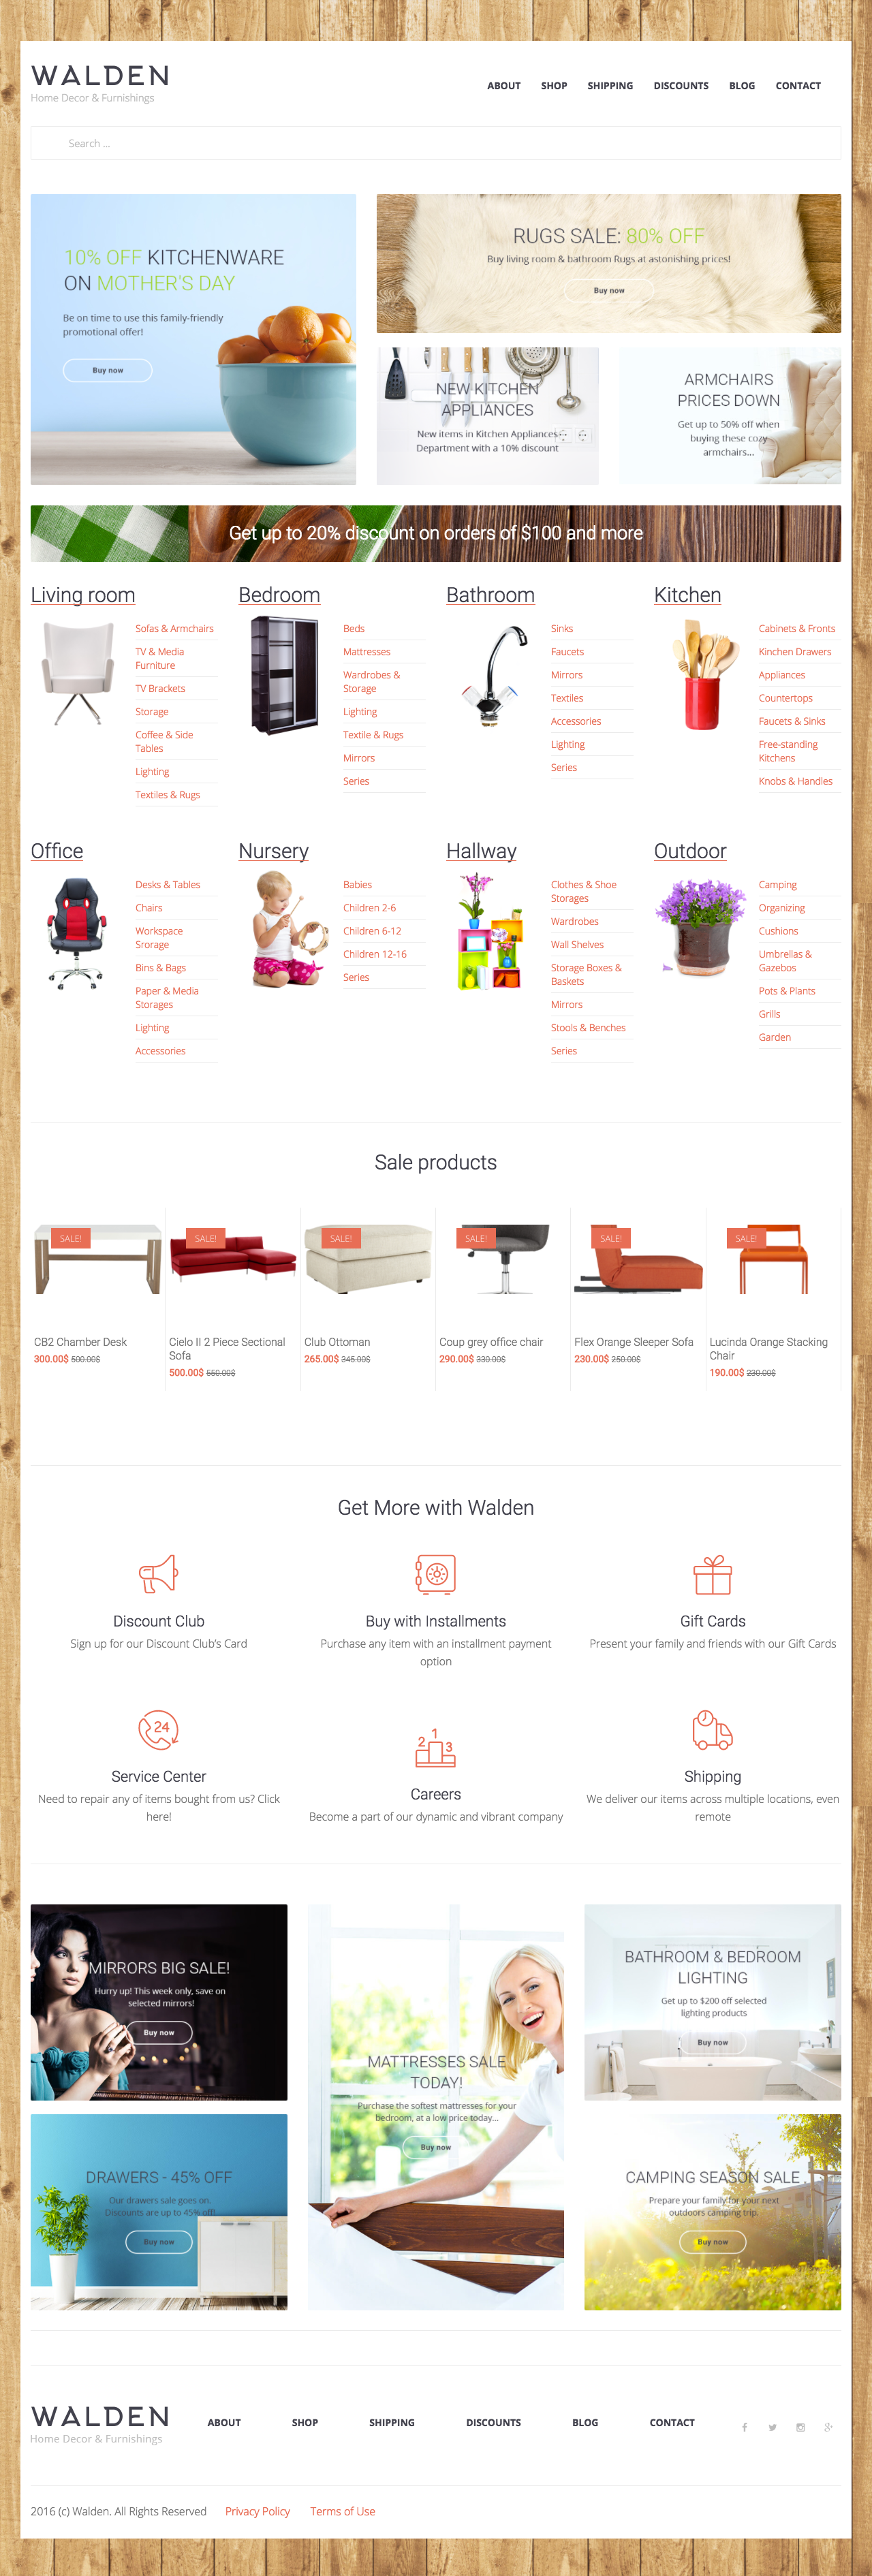 WALDEN
Home Decor & Furnishings
ABOUT SHOP SHIPPING DISCOUNTS BLOG CONTACT
Search ...
10% OFF KITCHENWARE
ON MOTHER'S DAY
Be on time to use this family-friendly
promotional offer!
Buy now
RUGS SALE: 80% OFF
Buy living room & bathroom Rugs at astonishing prices!
Buy now
NEW KITCHEN
APPLIANCES
New items in Kitchen Appliances
Department with a 10% discount
ARMCHAIRS
PRICES DOWN
Get up to 50% off when
buying these cozy
armchairs...
Get up to 20% discount on orders of $100 and more
Living room
Sofas & Armchairs
TV & Media
Furniture
TV Brackets
Storage
Coffee & Side
Tables
Lighting
Textiles & Rugs
Bedroom
Beds
Mattresses
Wardrobes &
Storage
Lighting
Textile & Rugs
Mirrors
Series
Bathroom
Sinks
Faucets
Mirrors
Textiles
Accessories
Lighting
Series
Kitchen
Cabinets & Fronts
Kinchen Drawers
Appliances
Countertops
Faucets & Sinks
Free-standing
Kitchens
Knobs & Handles
Office
Desks & Tables
Chairs
Workspace
Srorage
Bins & Bags
Paper & Media
Storages
Lighting
Accessories
Nursery
Babies
Children 2-6
Children 6-12
Children 12-16
Series
Hallway
Clothes & Shoe
Storages
Wardrobes
Wall Shelves
Storage Boxes &
Baskets
Mirrors
Stools & Benches
Series
Outdoor
Camping
Organizing
Cushions
Umbrellas &
Gazebos
Pots & Plants
Grills
Garden
Sale products
SALE!
CB2 Chamber Desk
300.00$ 500.00$
SALE!
Cielo II 2 Piece Sectional
Sofa
500.00$ 550.00$
SALE!
Club Ottoman
265.00$ 345.00$
SALE!
Coup grey office chair
290.00$ 330.00$
SALE!
Flex Orange Sleeper Sofa
230.00$ 250.00$
SALE!
Lucinda Orange Stacking
Chair
190.00$ 230.00$
Get More with Walden
Discount Club
Sign up for our Discount Club's Card
Buy with Installments
Purchase any item with an installment payment
option
Gift Cards
Present your family and friends with our Gift Cards
24
Service Center
Need to repair any of items bought from us? Click
here!
2 1 3
Careers
Become a part of our dynamic and vibrant company
Shipping
We deliver our items across multiple locations, even
remote
MIRRORS BIG SALE!
Hurry up! This week only, save on
selected mirrors!
Buy now
DRAWERS - 45% OFF
Our drawers sale goes on.
Discounts are up to 45% off!
Buy now
MATTRESSES SALE
TODAY!
Purchase the softest mattresses for your
bedroom, at a low price today...
Buy now
BATHROOM & BEDROOM
LIGHTING
Get up to $200 off selected
lighting products
Buy now
CAMPING SEASON SALE
Prepare your family for your next
outdoors camping trip.
Buy now
WALDEN
Home Decor & Furnishings
ABOUT SHOP SHIPPING DISCOUNTS BLOG CONTACT
2016 (c) Walden. All Rights Reserved Privacy Policy Terms of Use